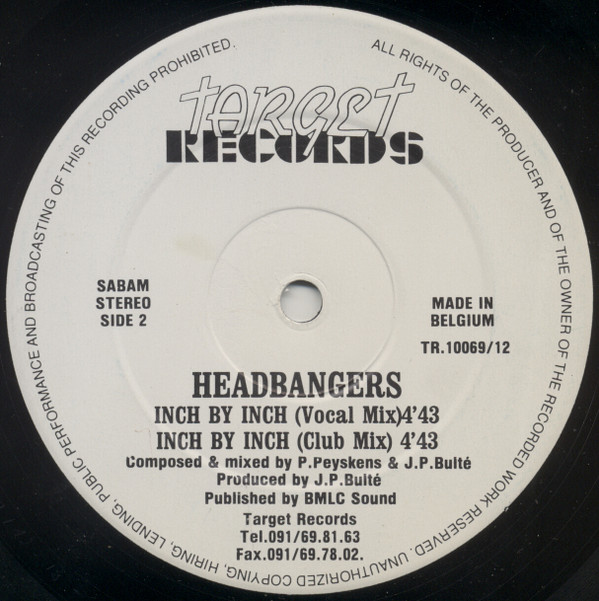 ALL RIGHTS OF THE PRODUCER AND OF THE OWNER OF THE RECORDED WORK RESERVED. UNAUTHORIZED COPYING, HIRING, LENDING, PUBLIC PERFORMANCE AND BROADCASTING OF THIS RECORDING PROHIBITED.
TARGET
RECORDS
SABAM
STEREO
SIDE 2
MADE IN
BELGIUM
TR.10069/12
HEADBANGERS
INCH BY INCH (Vocal Mix)4'43
INCH BY INCH (Club Mix) 4'43
Composed & mixed by P.Peyskens & J.P.Bulté
Produced by J.P.Bulté
Published by BMLC Sound
Target Records
Tel.091/69.81.63
Fax.091/69.78.02.